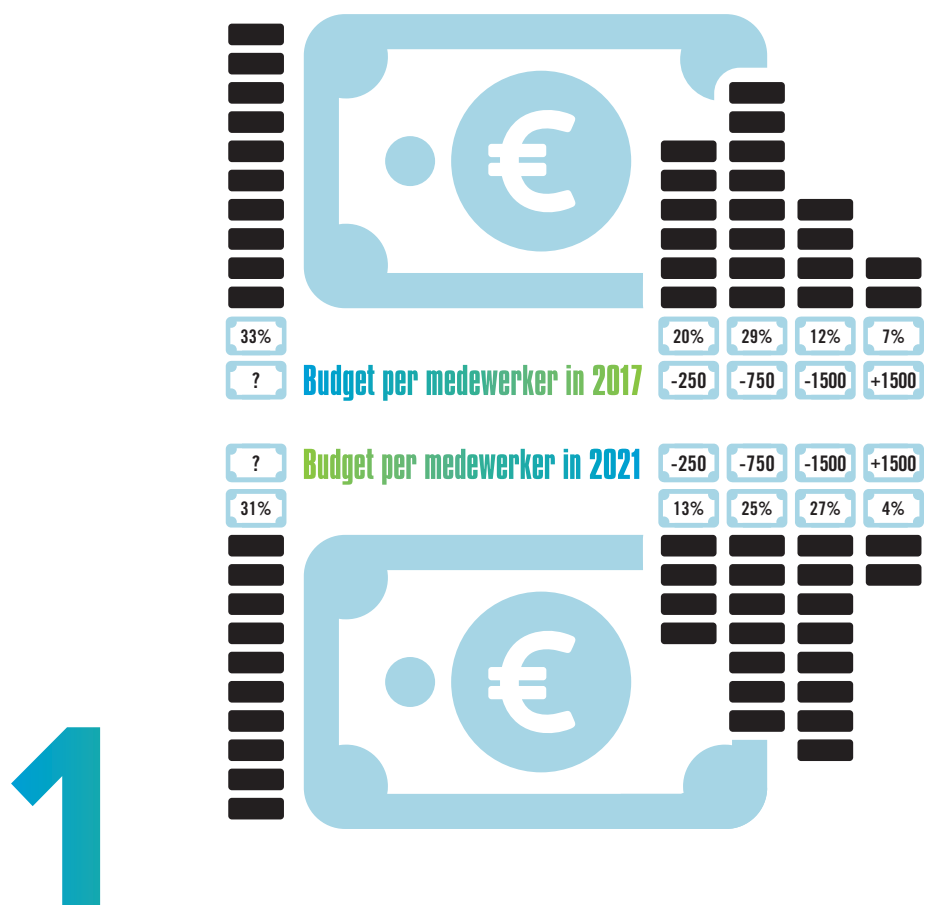 €
33% 20% 29% 12% 7%
? Budget per medewerker in 2017 -250 -750 -1500 +1500
? Budget per medewerker in 2021 -250 -750 -1500 +1500
31% 13% 25% 27% 4%
€
1